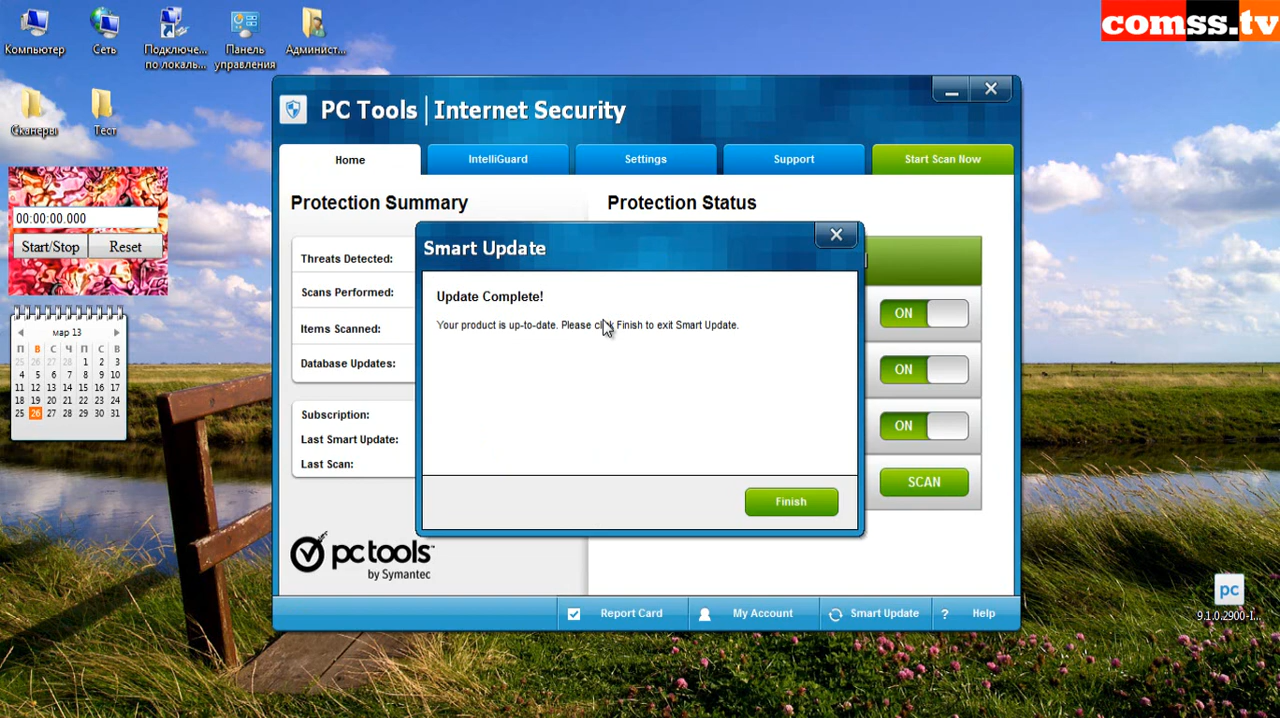 comss.tv
Компьютер
Сеть
Подключе...
по локаль...
Панель
управления
Админист...
Сканеры
Тест
00:00:00.000
Start/Stop
Reset
мар 13
П В С Ч П С В
25 26 27 28 1 2 3
4 5 6 7 8 9 10
11 12 13 14 15 16 17
18 19 20 21 22 23 24
25 26 27 28 29 30 31
PC Tools | Internet Security
Home
IntelliGuard
Settings
Support
Start Scan Now
Protection Summary
Protection Status
Threats Detected:
Scans Performed:
Items Scanned:
Database Updates:
Subscription:
Last Smart Update:
Last Scan:
Smart Update
Update Complete!
Your product is up-to-date. Please click Finish to exit Smart Update.
Finish
ON
ON
ON
SCAN
pctools
by Symantec
Report Card
My Account
Smart Update
? Help
pc
9.1.0.2900-I...